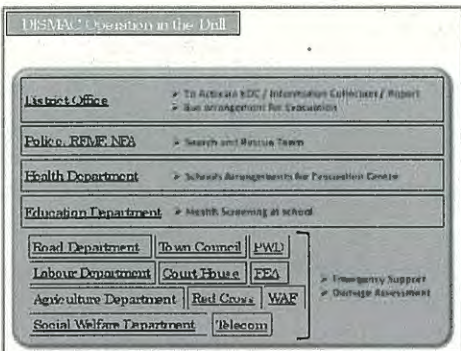 DISMAC Operation in the Drill
District Office
➢ To Activate EOC / Information Collection / Report
➢ Bus arrangement for Evacuation
Police, RFMF, NFA
➢ Search and Rescue Town
Health Department
➢ Schools Arrangements for Evacuation Centre
Education Department
➢ Health Screening at school
Road Department Town Council PWD
Labour Department Court House FEA
Agriculture Department Red Cross WAF
Social Welfare Department Telecom
➢ Emergency Support
➢ Damage Assessment